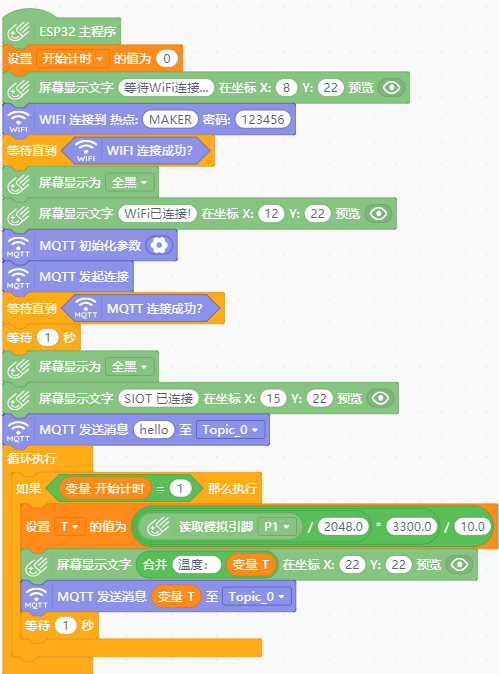 ESP32 主程序
设置 开始计时 的值为 0
屏幕显示文字 等待WiFi连接... 在坐标 X: 8 Y: 22 预览
WIFI WIFI 连接到 热点: MAKER 密码: 123456
等待直到 WIFI WIFI 连接成功?
屏幕显示为 全黑
屏幕显示文字 WiFi已连接! 在坐标 X: 12 Y: 22 预览
MQTT MQTT 初始化参数
MQTT MQTT 发起连接
等待直到 MQTT MQTT 连接成功?
等待 1 秒
屏幕显示为 全黑
屏幕显示文字 SIOT 已连接 在坐标 X: 15 Y: 22 预览
MQTT MQTT 发送消息 hello 至 Topic_0
循环执行
如果 变量 开始计时 = 1 那么执行
设置 T 的值为 读取模拟引脚 P1 / 2048.0 * 3300.0 / 10.0
屏幕显示文字 合并 温度: 变量 T 在坐标 X: 22 Y: 22 预览
MQTT MQTT 发送消息 变量 T 至 Topic_0
等待 1 秒